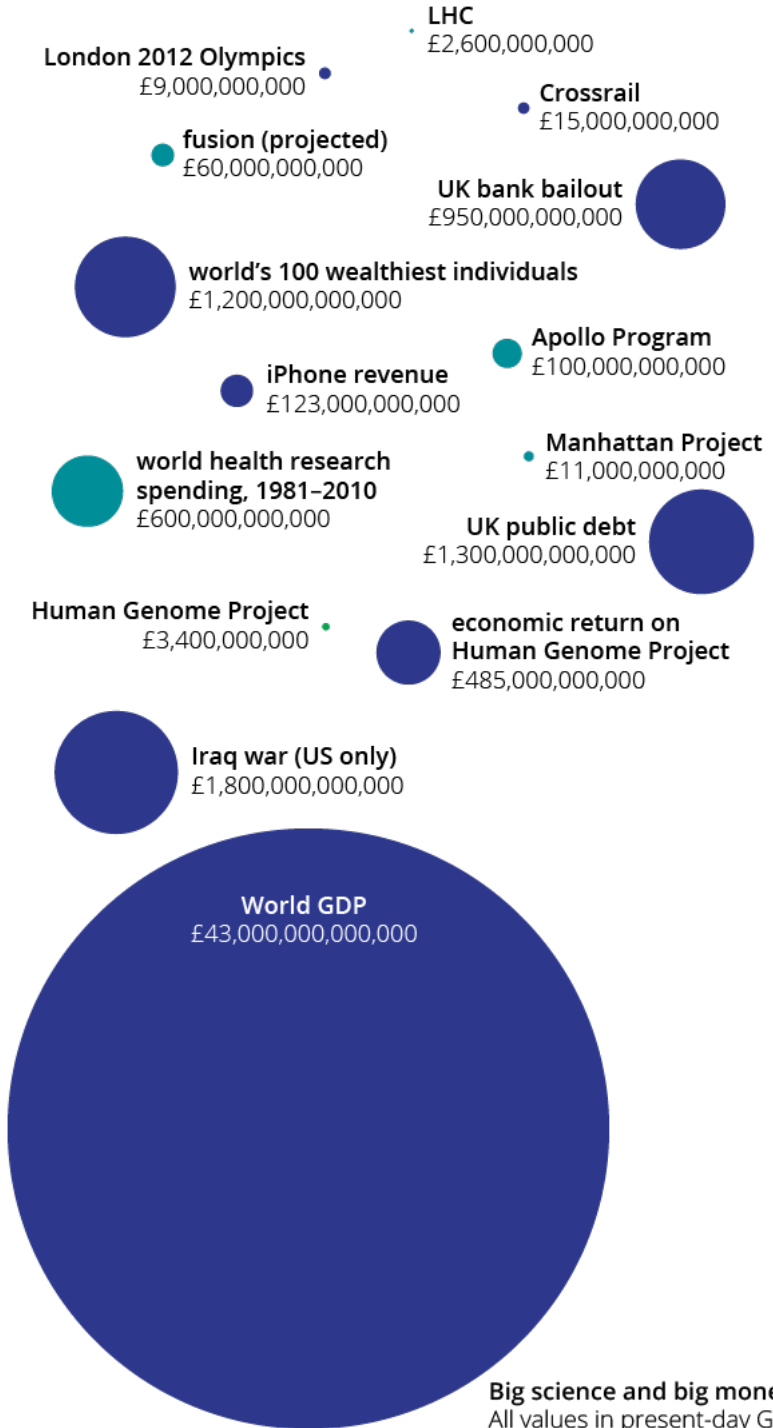 LHC
£2,600,000,000
London 2012 Olympics
£9,000,000,000
Crossrail
£15,000,000,000
fusion (projected)
£60,000,000,000
UK bank bailout
£950,000,000,000
world’s 100 wealthiest individuals
£1,200,000,000,000
Apollo Program
£100,000,000,000
iPhone revenue
£123,000,000,000
Manhattan Project
£11,000,000,000
world health research
spending, 1981–2010
£600,000,000,000
UK public debt
£1,300,000,000,000
Human Genome Project
£3,400,000,000
economic return on
Human Genome Project
£485,000,000,000
Iraq war (US only)
£1,800,000,000,000
World GDP
£43,000,000,000,000
Big science and big
All values in present-day